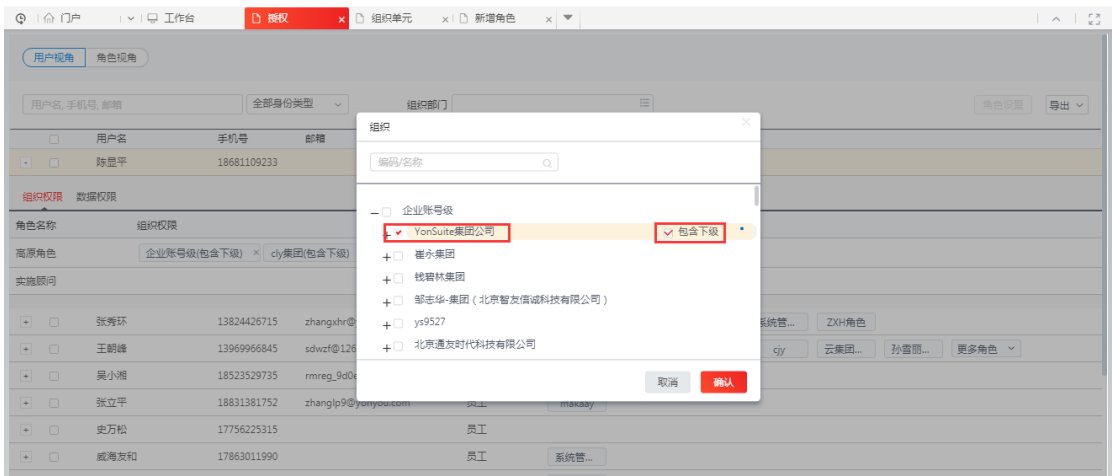 门户 工作台 授权 × 组织单元 × 新增角色 ×
用户视角 角色视角
用户名, 手机号, 邮箱 全部身份类型 组织部门 角色设置 导出
用户名 手机号 邮箱
陈显平 18681109233
组织权限 数据权限
角色名称 组织权限
高原角色 企业账号级(包含下级) × cly集团(包含下级)
实施顾问
组织
编码/名称
企业账号级
YonSuite集团公司 包含下级
崔永集团
钱碧林集团
邹志华-集团（北京智友信诚科技有限公司）
ys9527
北京通友时代科技有限公司
取消 确认
张秀环 13824426715 zhangxhr@ 系统管... ZXH角色
王朝峰 13969966845 sdwzf@126 cjy 云集团... 孙雪丽... 更多角色
吴小湘 18523529735 rmreg_9d0e
张立平 18831381752 zhanglp9@yonyou.com 员工 makaay
史万松 17756225315 员工
威海友和 17863011990 员工 系统管...